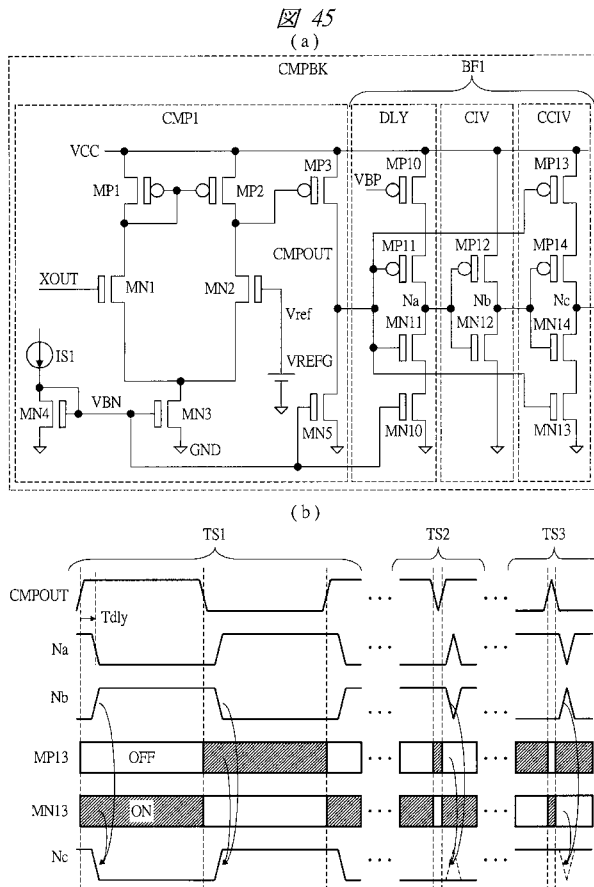 図 45
(a)
CMPBK
BF1
CMP1
DLY
CIV
CCIV
VCC
MP1
MP2
MP3
MP10
MP13
VBP
CMPOUT
MP11
MP12
MP14
XOUT
MN1
MN2
Na
Nb
Nc
Vref
MN11
MN12
MN14
IS1
VREFG
MN4
VBN
MN3
MN5
MN10
MN13
GND
(b)
TS1
TS2
TS3
CMPOUT
Tdly
Na
Nb
MP13
OFF
MN13
ON
Nc